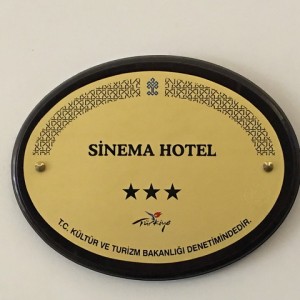 SİNEMA HOTEL
★★★
Türkiye
T.C. KÜLTÜR VE TURİZM BAKANLIĞI DENETİMİNDEDİR.